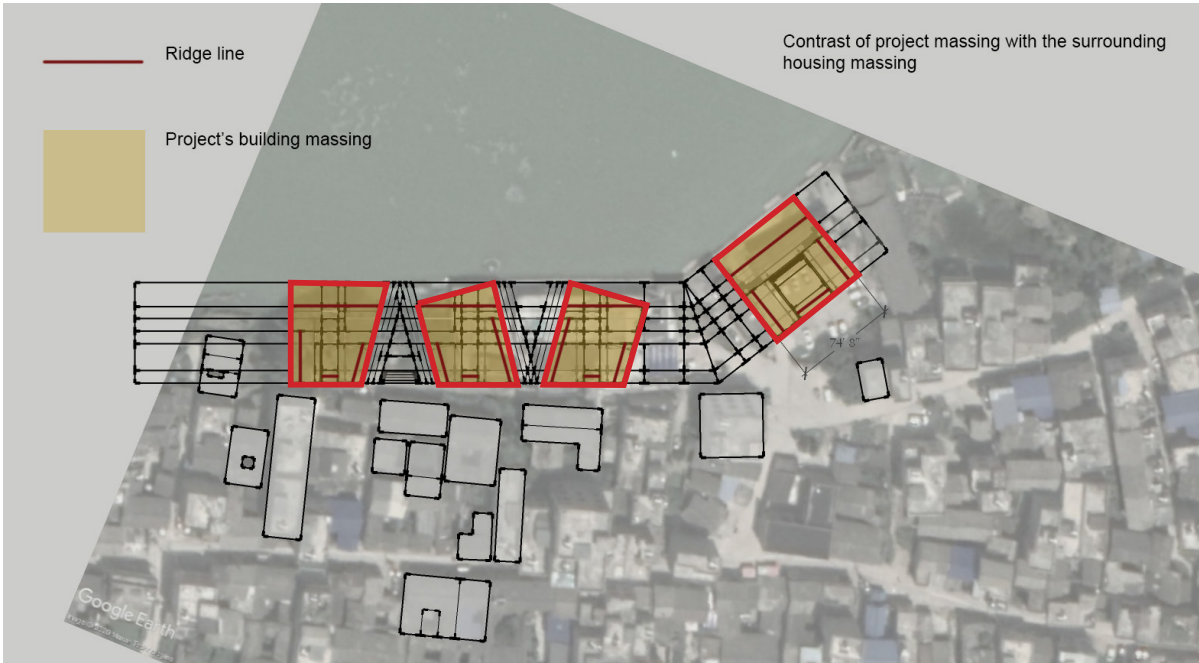 Ridge line
Contrast of project massing with the surrounding
housing massing
Project's building massing
74' 8"
Google Earth